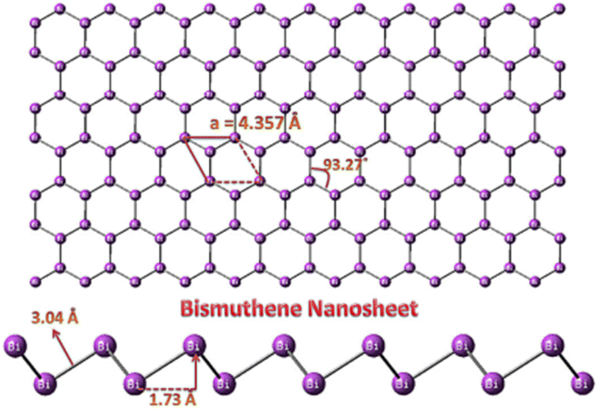 a = 4.357 Å
93.27°
Bismuthene Nanosheet
3.04 Å
Bi Bi Bi Bi Bi Bi Bi
Bi Bi Bi Bi Bi Bi Bi
1.73 Å